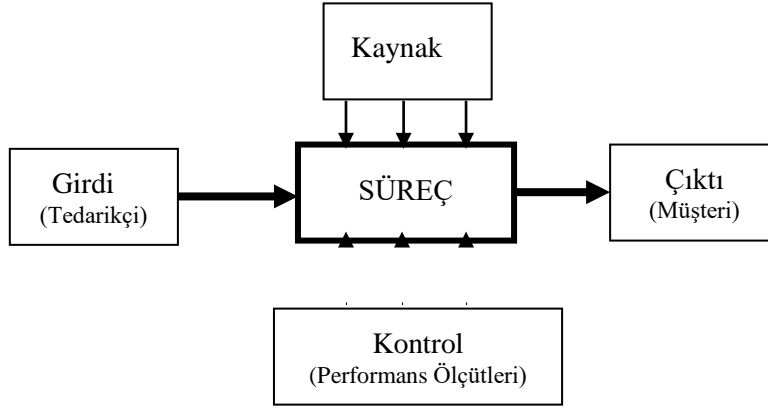 Kaynak
Girdi
(Tedarikçi)
SÜREÇ
Çıktı
(Müşteri)
Kontrol
(Performans Ölçütleri)